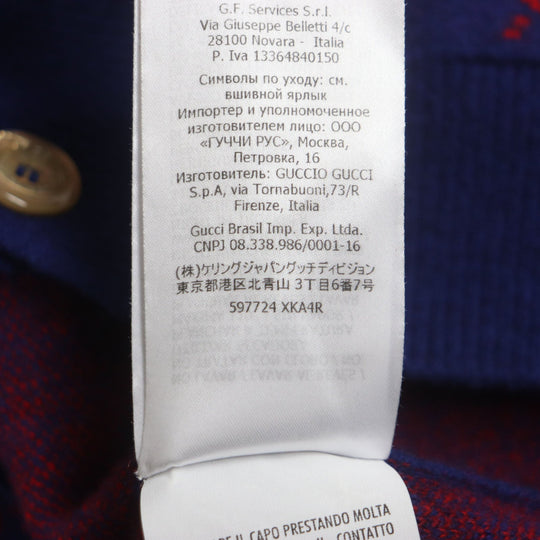 G.F. Services S.r.l.
Via Giuseppe Belletti 4/c
28100 Novara - Italia
P. Iva 13364840150
Символы по уходу: см.
вшивной ярлык
Импортер и уполномоченное
изготовителем лицо: ООО
«ГУЧЧИ РУС», Москва,
Петровка, 16
Изготовитель: GUCCIO GUCCI
S.p.A, via Tornabuoni,73/R
Firenze, Italia
Gucci Brasil Imp. Exp. Ltda.
CNPJ 08.338.986/0001-16
(株)ケリングジャパングッチディビジョン
東京都港区北青山 3丁目6番7号
597724 XKA4R
IL CAPO PRESTANDO MOLTA
CONTATTO